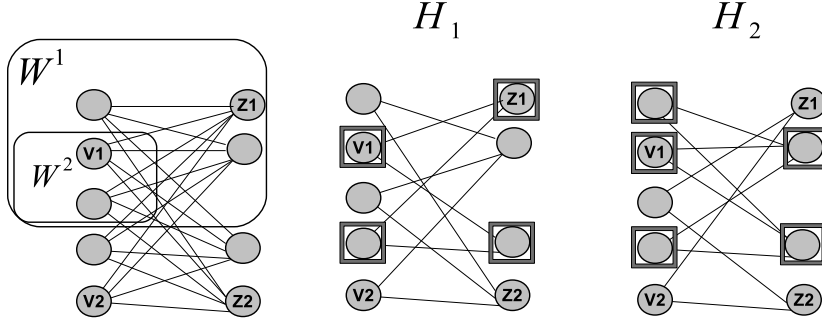 H₁ H₂
W¹
Z1 Z1 Z1
V1 V1 V1
W²
V2 Z2 V2 Z2 V2 Z2